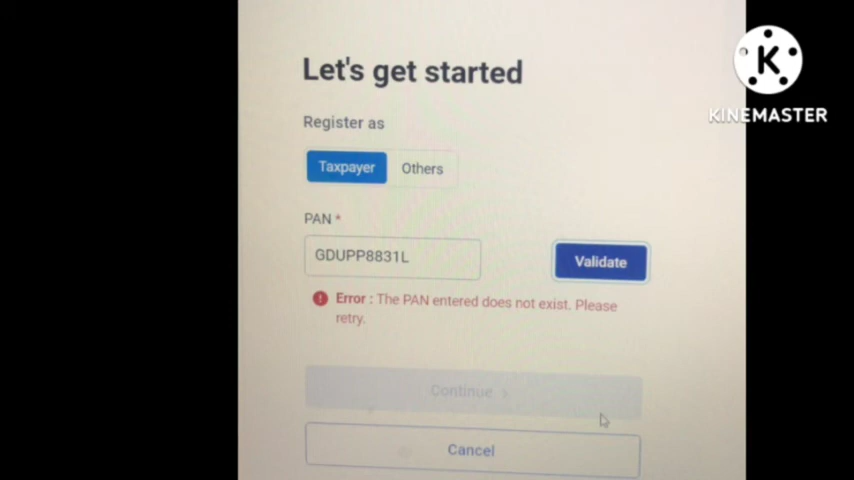 Let's get started
Register as
Taxpayer Others
PAN *
GDUPP8831L
Validate
Error : The PAN entered does not exist. Please
retry.
Continue >
Cancel
K
KINEMASTER